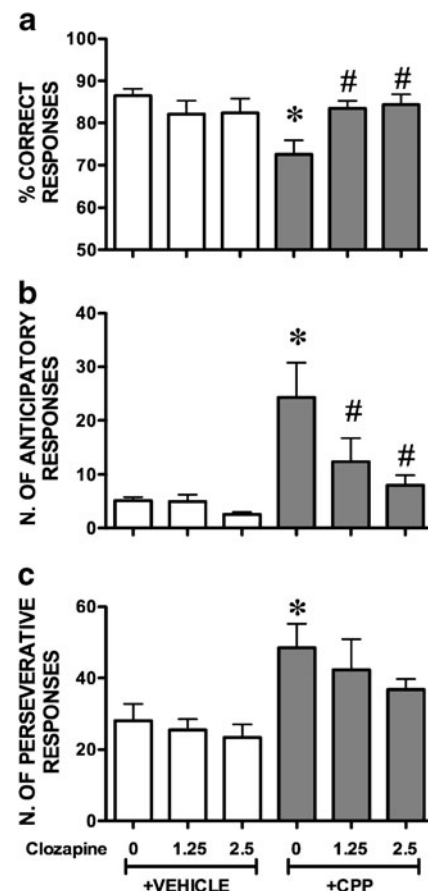 a
% CORRECT
RESPONSES
100
90
80
70
60
50
*
#
#
b
N. OF ANTICIPATORY
RESPONSES
40
30
20
10
0
*
#
#
c
N. OF PERSEVERATIVE
RESPONSES
60
40
20
0
*
Clozapine 0 1.25 2.5 0 1.25 2.5
+VEHICLE +CPP